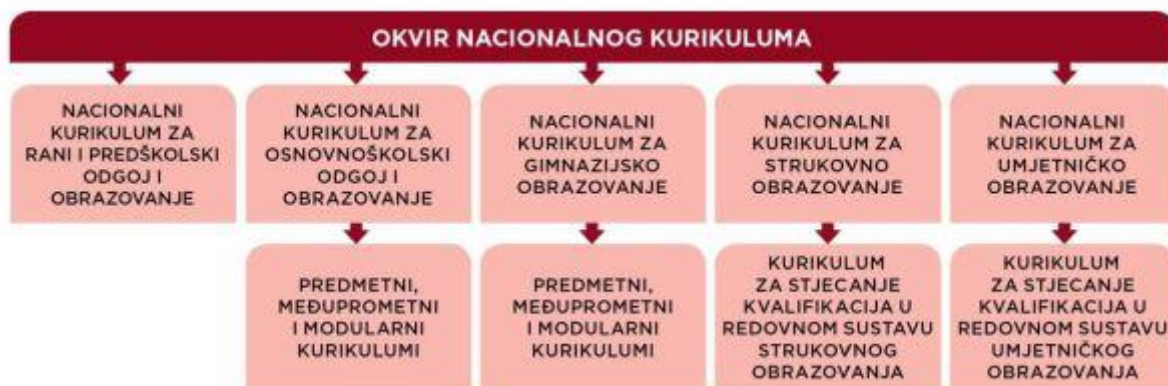 OKVIR NACIONALNOG KURIKULUMA
NACIONALNI
KURIKULUM ZA
RANI I PREDŠKOLSKI
ODGOJ I
OBRAZOVANJE
NACIONALNI
KURIKULUM ZA
OSNOVNOŠKOLSKI
ODGOJ I
OBRAZOVANJE
NACIONALNI
KURIKULUM ZA
GIMNAZIJSKO
OBRAZOVANJE
NACIONALNI
KURIKULUM ZA
STRUKOVNO
OBRAZOVANJE
NACIONALNI
KURIKULUM ZA
UMJETNIČKO
OBRAZOVANJE
PREDMETNI,
MEĐUPROMETNI
I MODULARNI
KURIKULUMI
PREDMETNI,
MEĐUPROMETNI
I MODULARNI
KURIKULUMI
KURIKULUM
ZA STJECANJE
KVALIFIKACIJA U
REDOVNOM SUSTAVU
STRUKOVNOG
OBRAZOVANJA
KURIKULUM
ZA STJECANJE
KVALIFIKACIJA U
REDOVNOM SUSTAVU
UMJETNIČKOG
OBRAZOVANJA